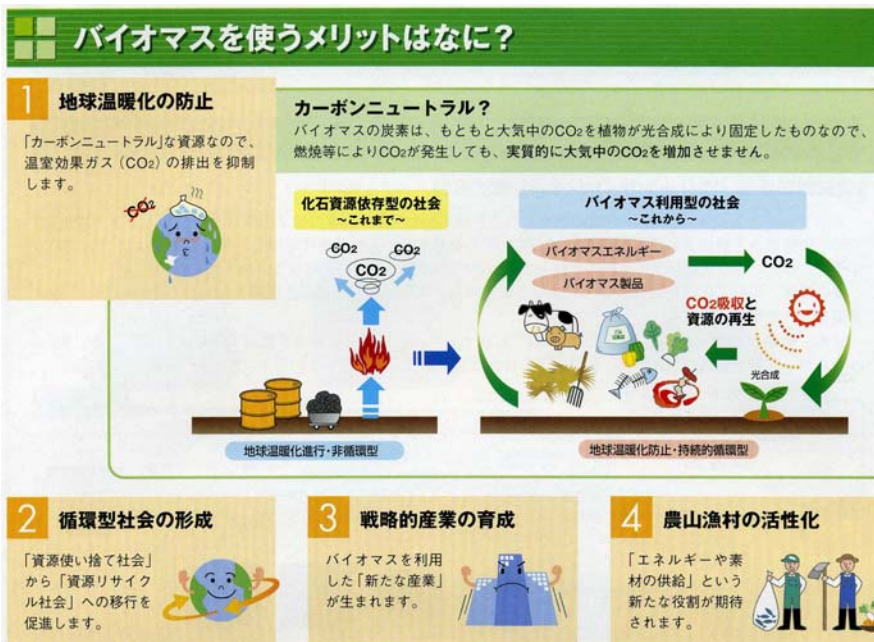 バイオマスを使うメリットはなに？
1 地球温暖化の防止
「カーボンニュートラル」な資源なので、
温室効果ガス（CO2）の排出を抑制
します。
CO2
カーボンニュートラル？
バイオマスの炭素は、もともと大気中のCO2を植物が光合成により固定したものなので、
燃焼等によりCO2が発生しても、実質的に大気中のCO2を増加させません。
化石資源依存型の社会
～これまで～
CO2
CO2
CO2
地球温暖化進行・非循環型
バイオマス利用型の社会
～これから～
バイオマスエネルギー
CO2
バイオマス製品
CO2吸収と
資源の再生
光合成
地球温暖化防止・持続的循環型
2 循環型社会の形成
「資源使い捨て社会」
から「資源リサイク
ル社会」への移行を
促進します。
3 戦略的産業の育成
バイオマスを利用
した「新たな産業」
が生まれます。
4 農山漁村の活性化
「エネルギーや素
材の供給」という
新たな役割が期待
されます。